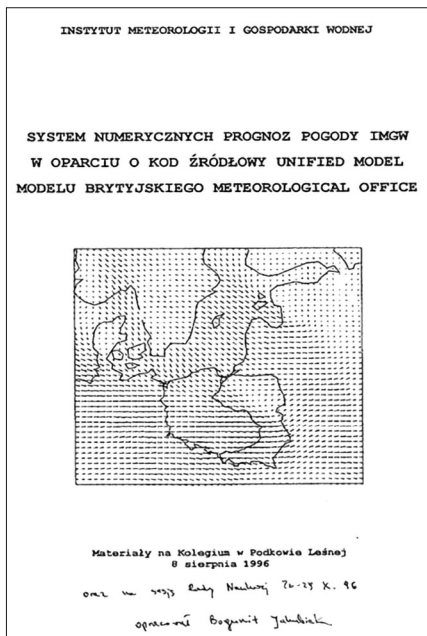 INSTYTUT METEOROLOGII I GOSPODARKI WODNEJ
SYSTEM NUMERYCZNYCH PROGNOZ POGODY IMGW
W OPARCIU O KOD ŹRÓDŁOWY UNIFIED MODEL
MODELU BRYTYJSKIEGO METEOROLOGICAL OFFICE
Materiały na Kolegium w Podkowie Leśnej
8 sierpnia 1996
oraz na sesję Rady Naukowej X. 96
opracował Bogumił Jakubiak